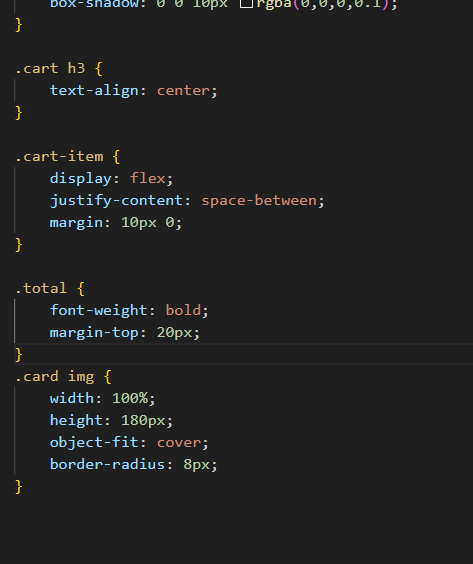 box-shadow: 0 0 10px rgba(0,0,0,0.1);
}
.cart h3 {
text-align: center;
}
.cart-item {
display: flex;
justify-content: space-between;
margin: 10px 0;
}
.total {
font-weight: bold;
margin-top: 20px;
}
.card img {
width: 100%;
height: 180px;
object-fit: cover;
border-radius: 8px;
}